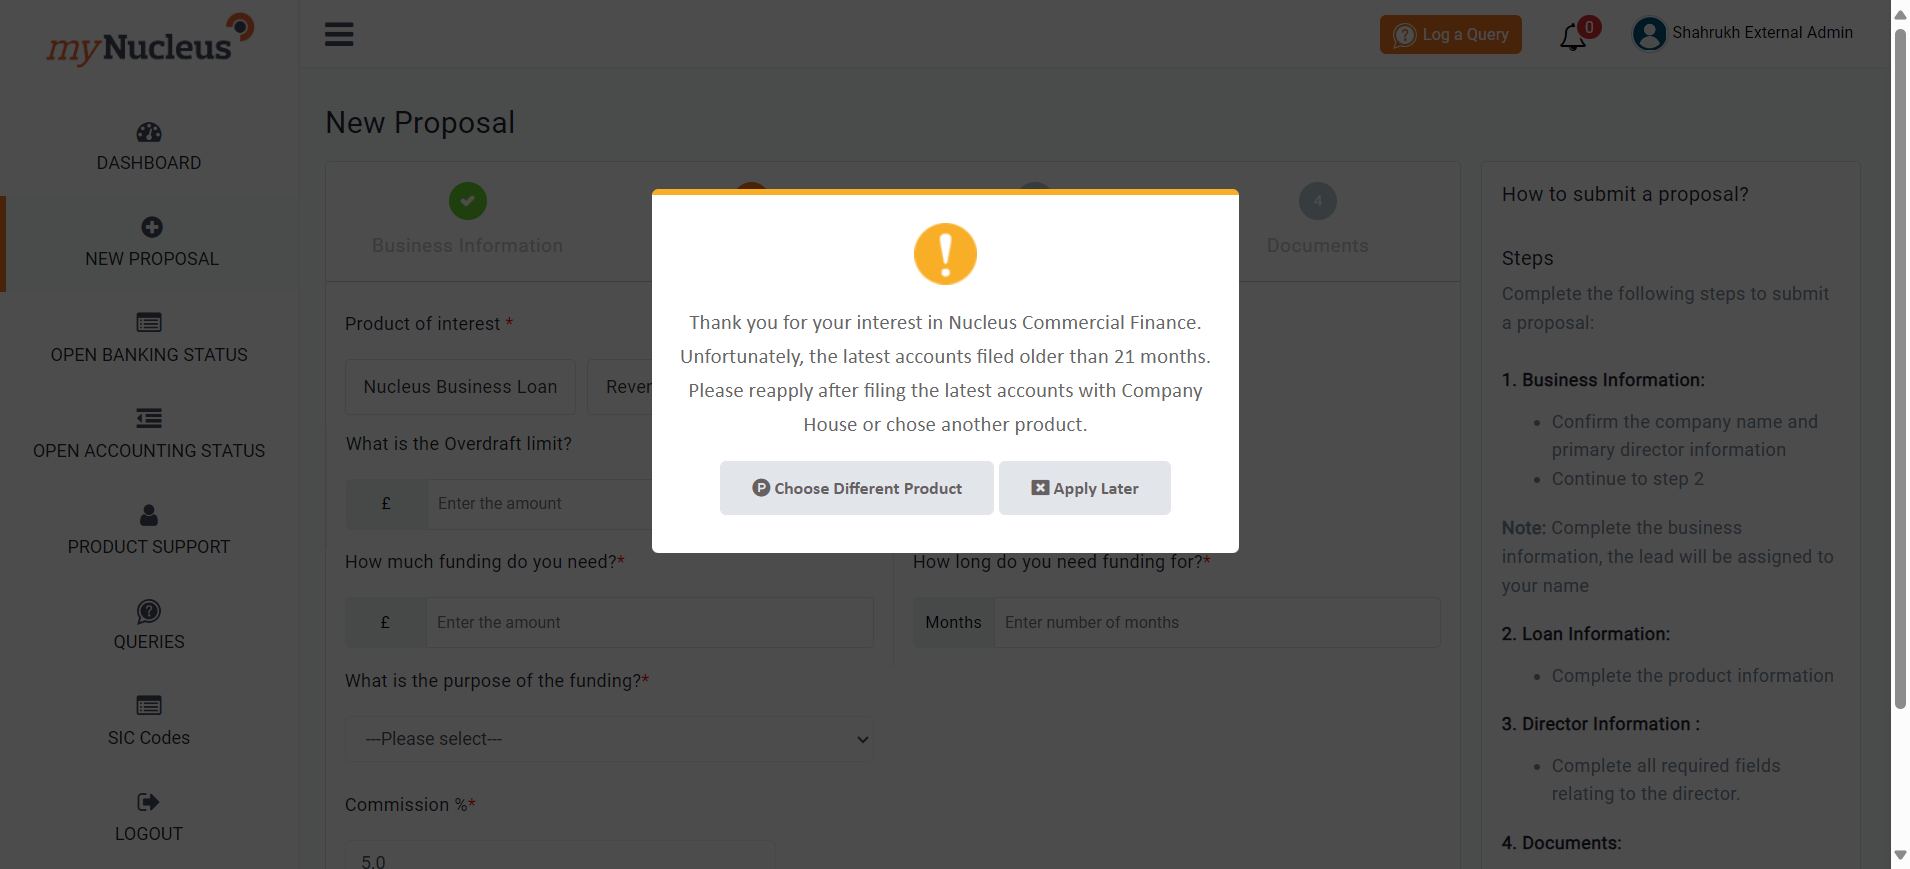 myNucleus
Log a Query
0
Shahrukh External Admin
DASHBOARD
NEW PROPOSAL
OPEN BANKING STATUS
OPEN ACCOUNTING STATUS
PRODUCT SUPPORT
QUERIES
SIC Codes
LOGOUT
New Proposal
Business Information
4
Documents
Product of interest *
Nucleus Business Loan
Rever
What is the Overdraft limit?
£
Enter the amount
How much funding do you need?*
£
Enter the amount
How long do you need funding for?*
Months
Enter number of months
What is the purpose of the funding?*
---Please select---
Commission %*
5.0
Thank you for your interest in Nucleus Commercial Finance.
Unfortunately, the latest accounts filed older than 21 months.
Please reapply after filing the latest accounts with Company
House or chose another product.
Choose Different Product
Apply Later
How to submit a proposal?
Steps
Complete the following steps to submit
a proposal:
1. Business Information:
• Confirm the company name and
primary director information
• Continue to step 2
Note: Complete the business
information, the lead will be assigned to
your name
2. Loan Information:
• Complete the product information
3. Director Information :
• Complete all required fields
relating to the director.
4. Documents: